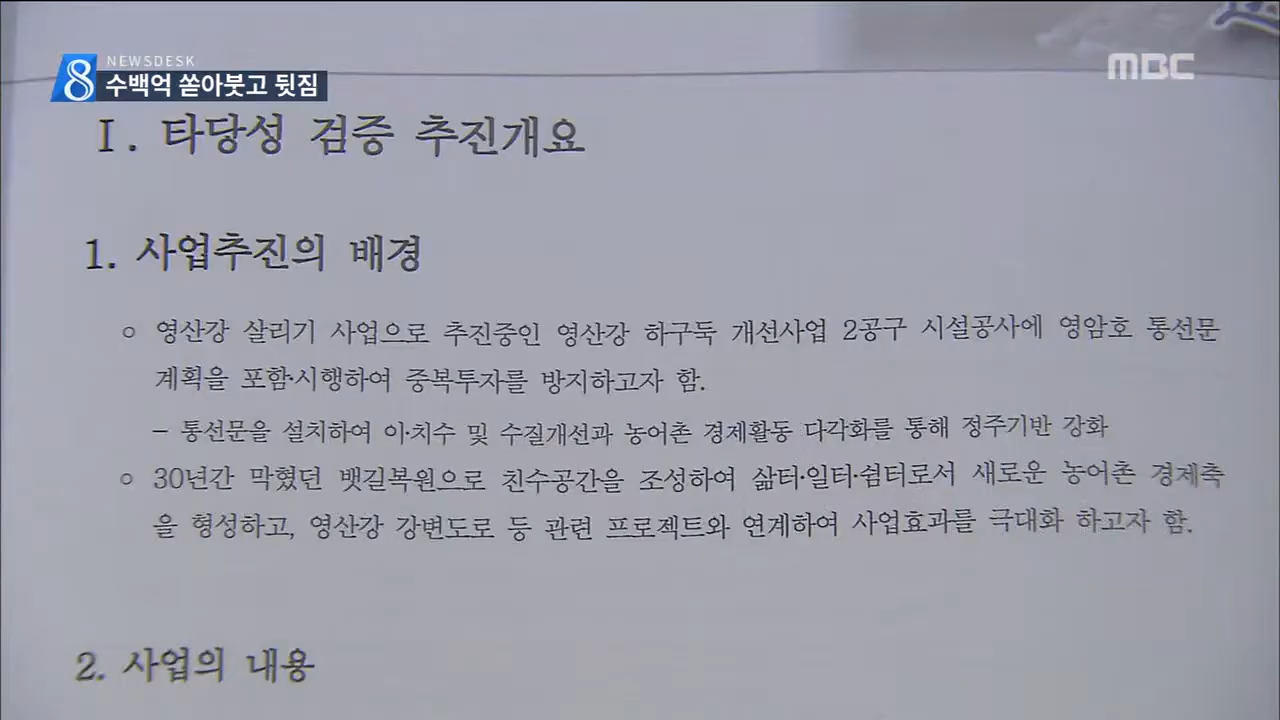 NEWSDESK
8 수백억 쏟아붓고 뒷짐
MBC
I. 타당성 검증 추진개요
1. 사업추진의 배경
○ 영산강 살리기 사업으로 추진중인 영산강 하구둑 개선사업 2공구 시설공사에 영암호 통선문
계획을 포함·시행하여 중복투자를 방지하고자 함.
- 통선문을 설치하여 이·치수 및 수질개선과 농어촌 경제활동 다각화를 통해 정주기반 강화
○ 30년간 막혔던 뱃길복원으로 친수공간을 조성하여 삶터·일터·쉼터로서 새로운 농어촌 경제축
을 형성하고, 영산강 강변도로 등 관련 프로젝트와 연계하여 사업효과를 극대화 하고자 함.
2. 사업의 내용